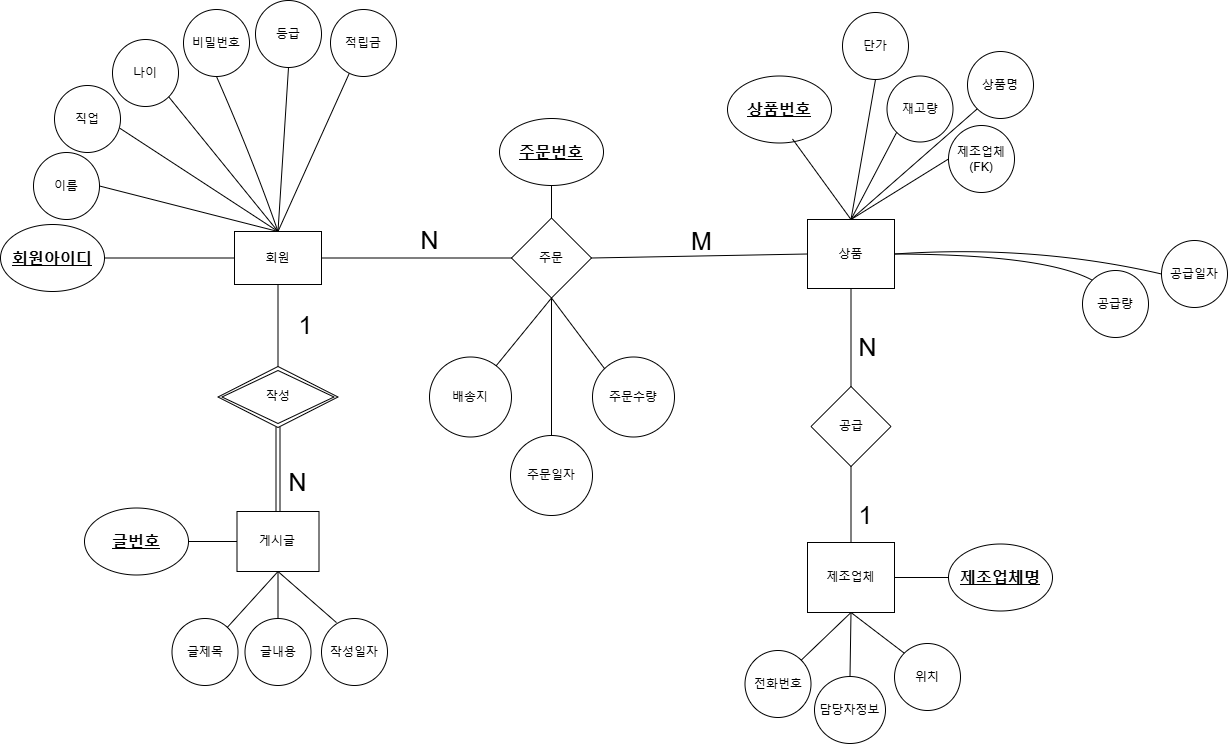 등급
비밀번호
적립금
나이
직업
이름
회원아이디
회원
단가
상품명
상품번호
재고량
제조업체
(FK)
주문번호
N
주문
M
상품
공급일자
공급량
1
작성
N
배송지
주문수량
주문일자
N
공급
1
글번호
게시글
글제목
글내용
작성일자
제조업체
제조업체명
전화번호
담당자정보
위치